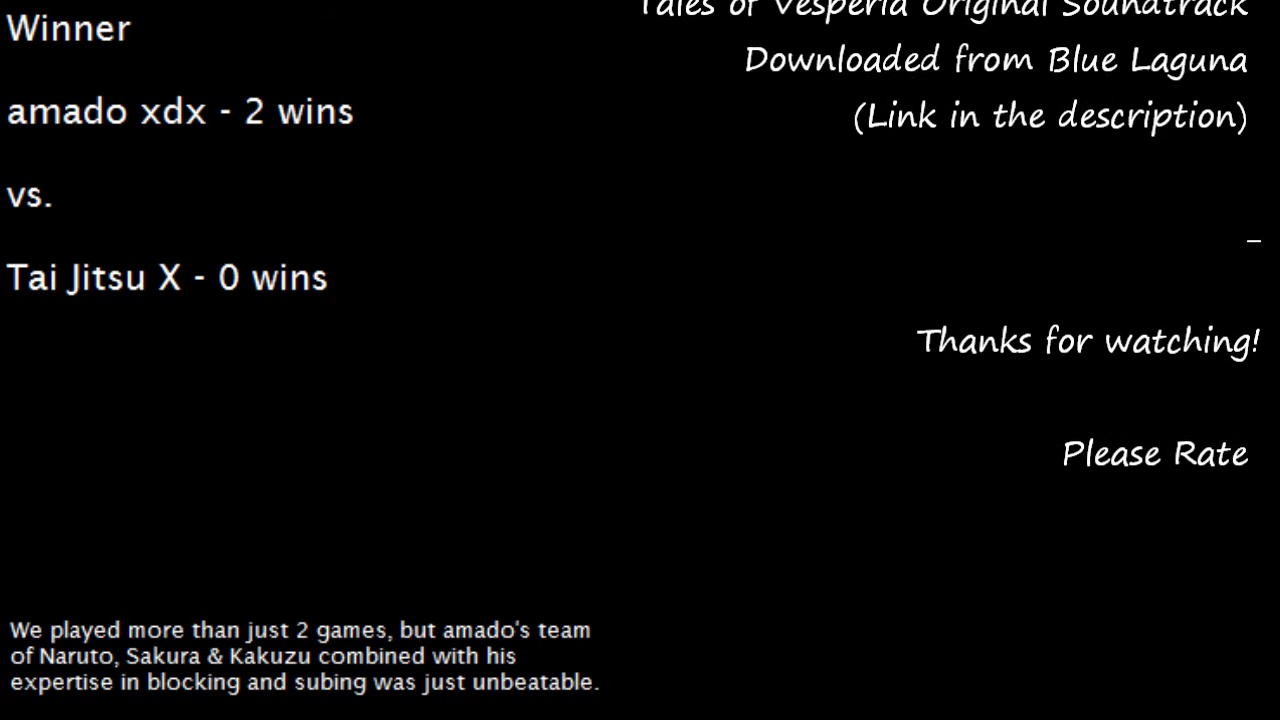 Winner
amado xdx - 2 wins
vs.
Tai Jitsu X - 0 wins
Tales of Vesperia Original Soundtrack
Downloaded from Blue Laguna
(Link in the description)
–
Thanks for watching!
Please Rate
We played more than just 2 games, but amado's team
of Naruto, Sakura & Kakuzu combined with his
expertise in blocking and subing was just unbeatable.